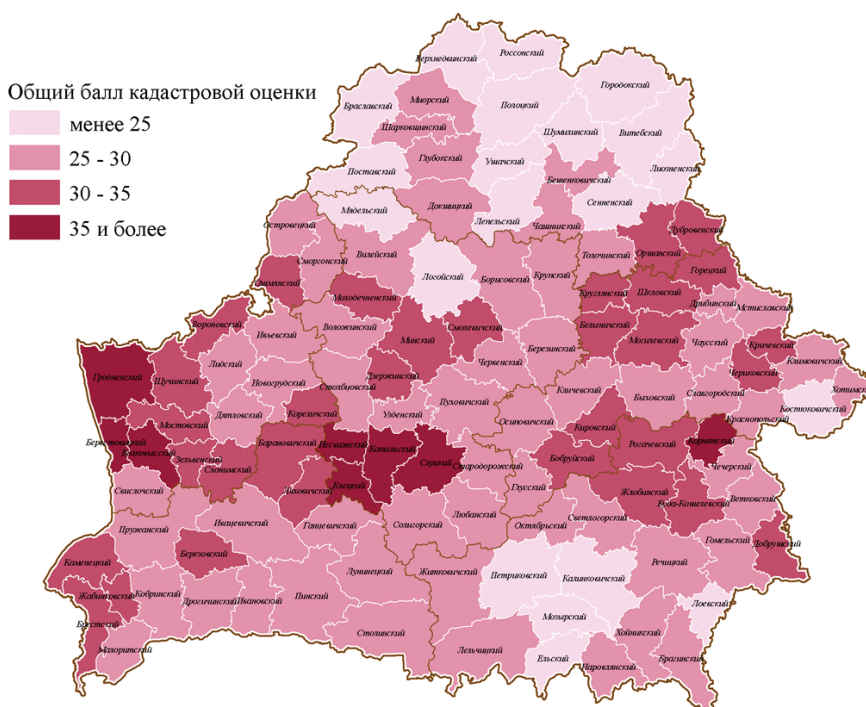 Общий балл кадастровой оценки
менее 25
25 - 30
30 - 35
35 и более
Россонский
Верхнедвинский
Городокский
Миорский
Браславский
Полоцкий
Шарковщинский
Шумилинский
Витебский
Глубокский
Ушачский
Лиозненский
Поставский
Бешенковичский
Сенненский
Докшицкий
Мядельский
Лепельский
Чашникский
Островецкий
Дубровенский
Вилейский
Толочинский
Оршанский
Сморгонский
Горецкий
Логойский
Борисовский
Крупский
Ошмянский
Молодечненский
Круглянский
Шкловский
Дрибинский
Мстиславский
Вороновский
Воложинский
Смолевичский
Белыничский
Ивьевский
Минский
Могилевский
Чаусский
Кричевский
Березинский
Климовичский
Лидский
Червенский
Гродненский
Щучинский
Дзержинский
Чериковский
Новогрудский
Столбцовский
Хотимский
Кличевский
Славгородский
Пуховичский
Быховский
Костюковичский
Дятловский
Кореличский
Узденский
Краснопольский
Мостовский
Осиповичский
Кировский
Берестовицкий
Барановичский
Несвижский
Копыльский
Рогачевский
Кормянский
Волковысский
Слуцкий
Зельвенский
Бобруйский
Слонимский
Стародорожский
Чечерский
Свислочский
Ляховичский
Клецкий
Глусский
Жлобинский
Буда-Кошелевский
Ветковский
Любанский
Светлогорский
Ивацевичский
Ганцевичский
Солигорский
Октябрьский
Пружанский
Гомельский
Добрушский
Березовский
Каменецкий
Речицкий
Лунинецкий
Житковичский
Петриковский
Калинковичский
Жабинковский
Кобринский
Дрогичинский
Ивановский
Пинский
Лоевский
Мозырский
Брестский
Столинский
Хойникский
Малоритский
Лельчицкий
Ельский
Наровлянский
Брагинский